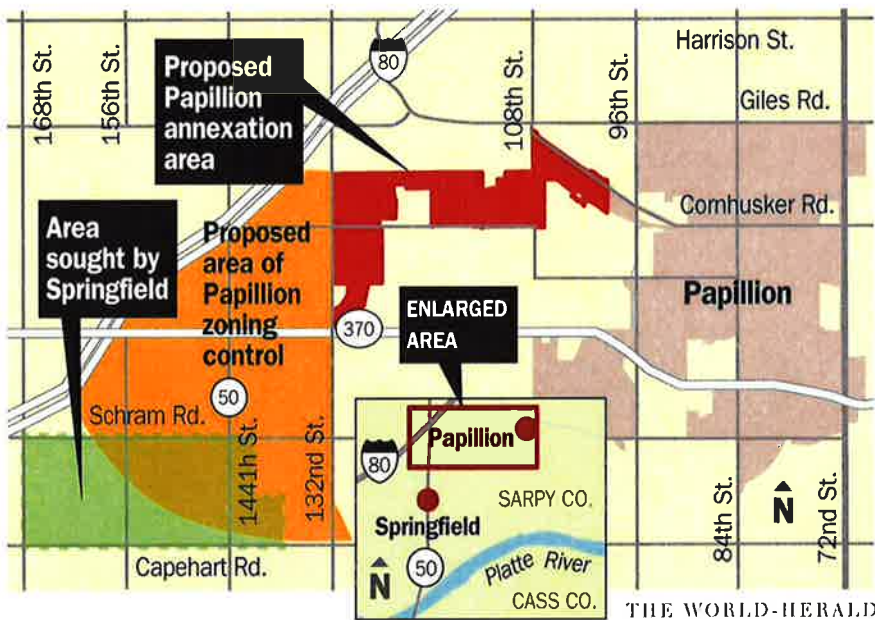 168th St.
156th St.
Proposed
Papillion
annexation
area
80
108th St.
96th St.
Harrison St.
Giles Rd.
Cornhusker Rd.
Area
sought by
Springfield
Proposed
area of
Papillion
zoning
control
Papillion
370
ENLARGED
AREA
50
Schram Rd.
1441h St.
132nd St.
Capehart Rd.
84th St.
N
72nd St.
Papillion
80
SARPY CO.
Springfield
50
N
Platte River
CASS CO.
THE WORLD-HERALD